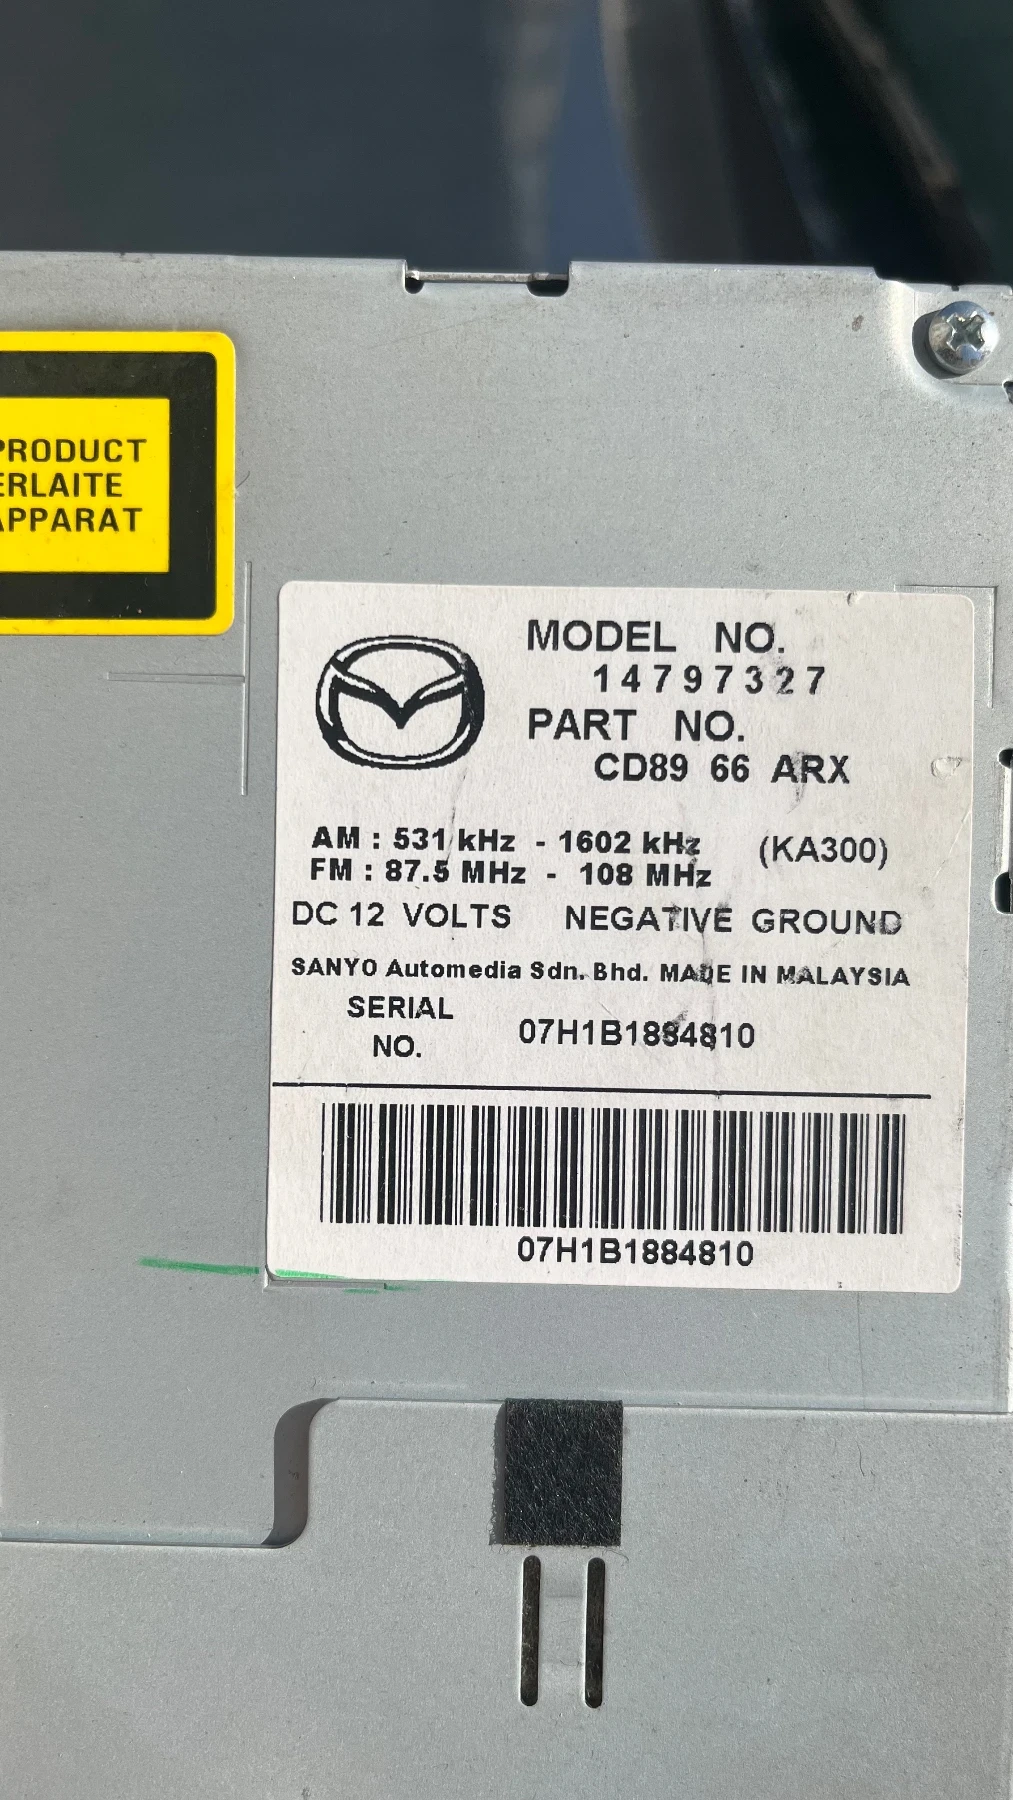 PRODUCT
ERLAITE
APPARAT
MODEL NO.
14797327
PART NO.
CD89 66 ARX
AM : 531 kHz - 1602 kHz (KA300)
FM : 87.5 MHz - 108 MHz
DC 12 VOLTS NEGATIVE GROUND
SANYO Automedia Sdn. Bhd. MADE IN MALAYSIA
SERIAL
NO. 07H1B1884810
07H1B1884810